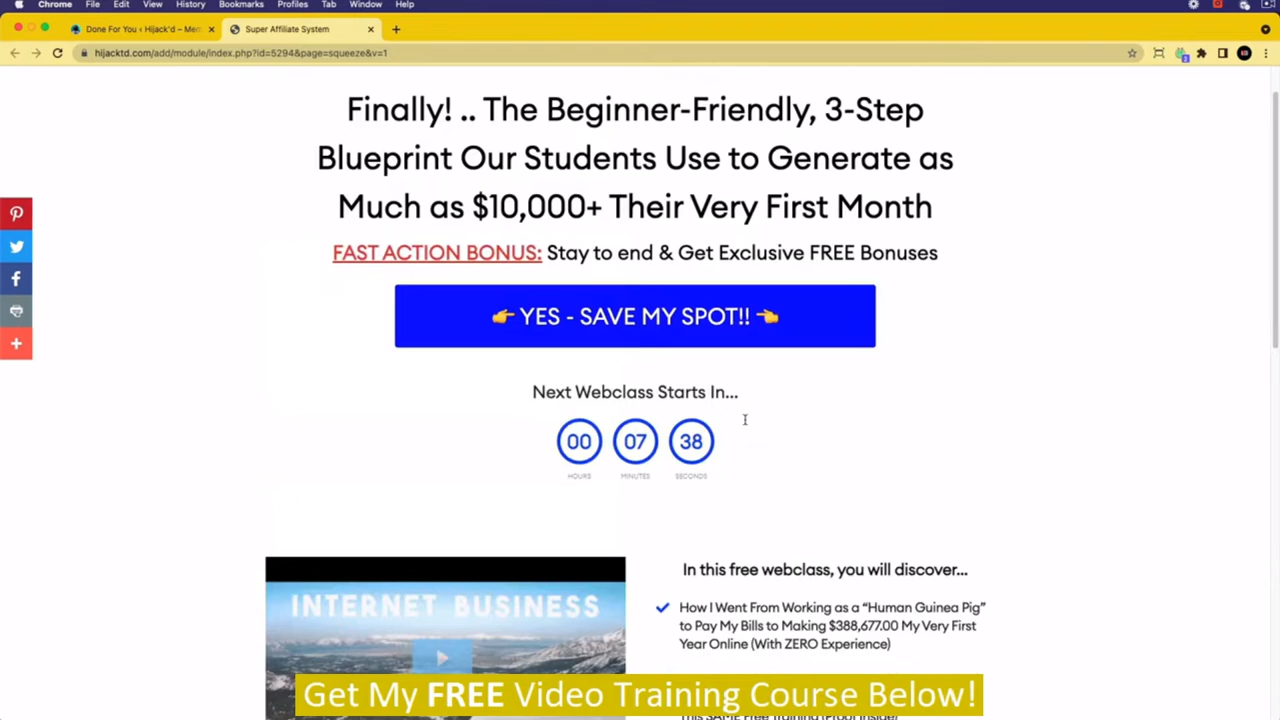 Chrome File Edit View History Bookmarks Profiles Tab Window Help
Done For You ‹ Hijack'd – Mem
Super Affiliate System
hijacktd.com/add/module/index.php?id=5294&page=squeeze&v=1
Finally! .. The Beginner-Friendly, 3-Step
Blueprint Our Students Use to Generate as
Much as $10,000+ Their Very First Month
FAST ACTION BONUS: Stay to end & Get Exclusive FREE Bonuses
👉 YES - SAVE MY SPOT!! 👈
Next Webclass Starts In...
00 07 38
HOURS MINUTES SECONDS
INTERNET BUSINESS
In this free webclass, you will discover...
How I Went From Working as a “Human Guinea Pig”
to Pay My Bills to Making $388,677.00 My Very First
Year Online (With ZERO Experience)
This SAME Free Training (Proof Inside)
Get My FREE Video Training Course Below!